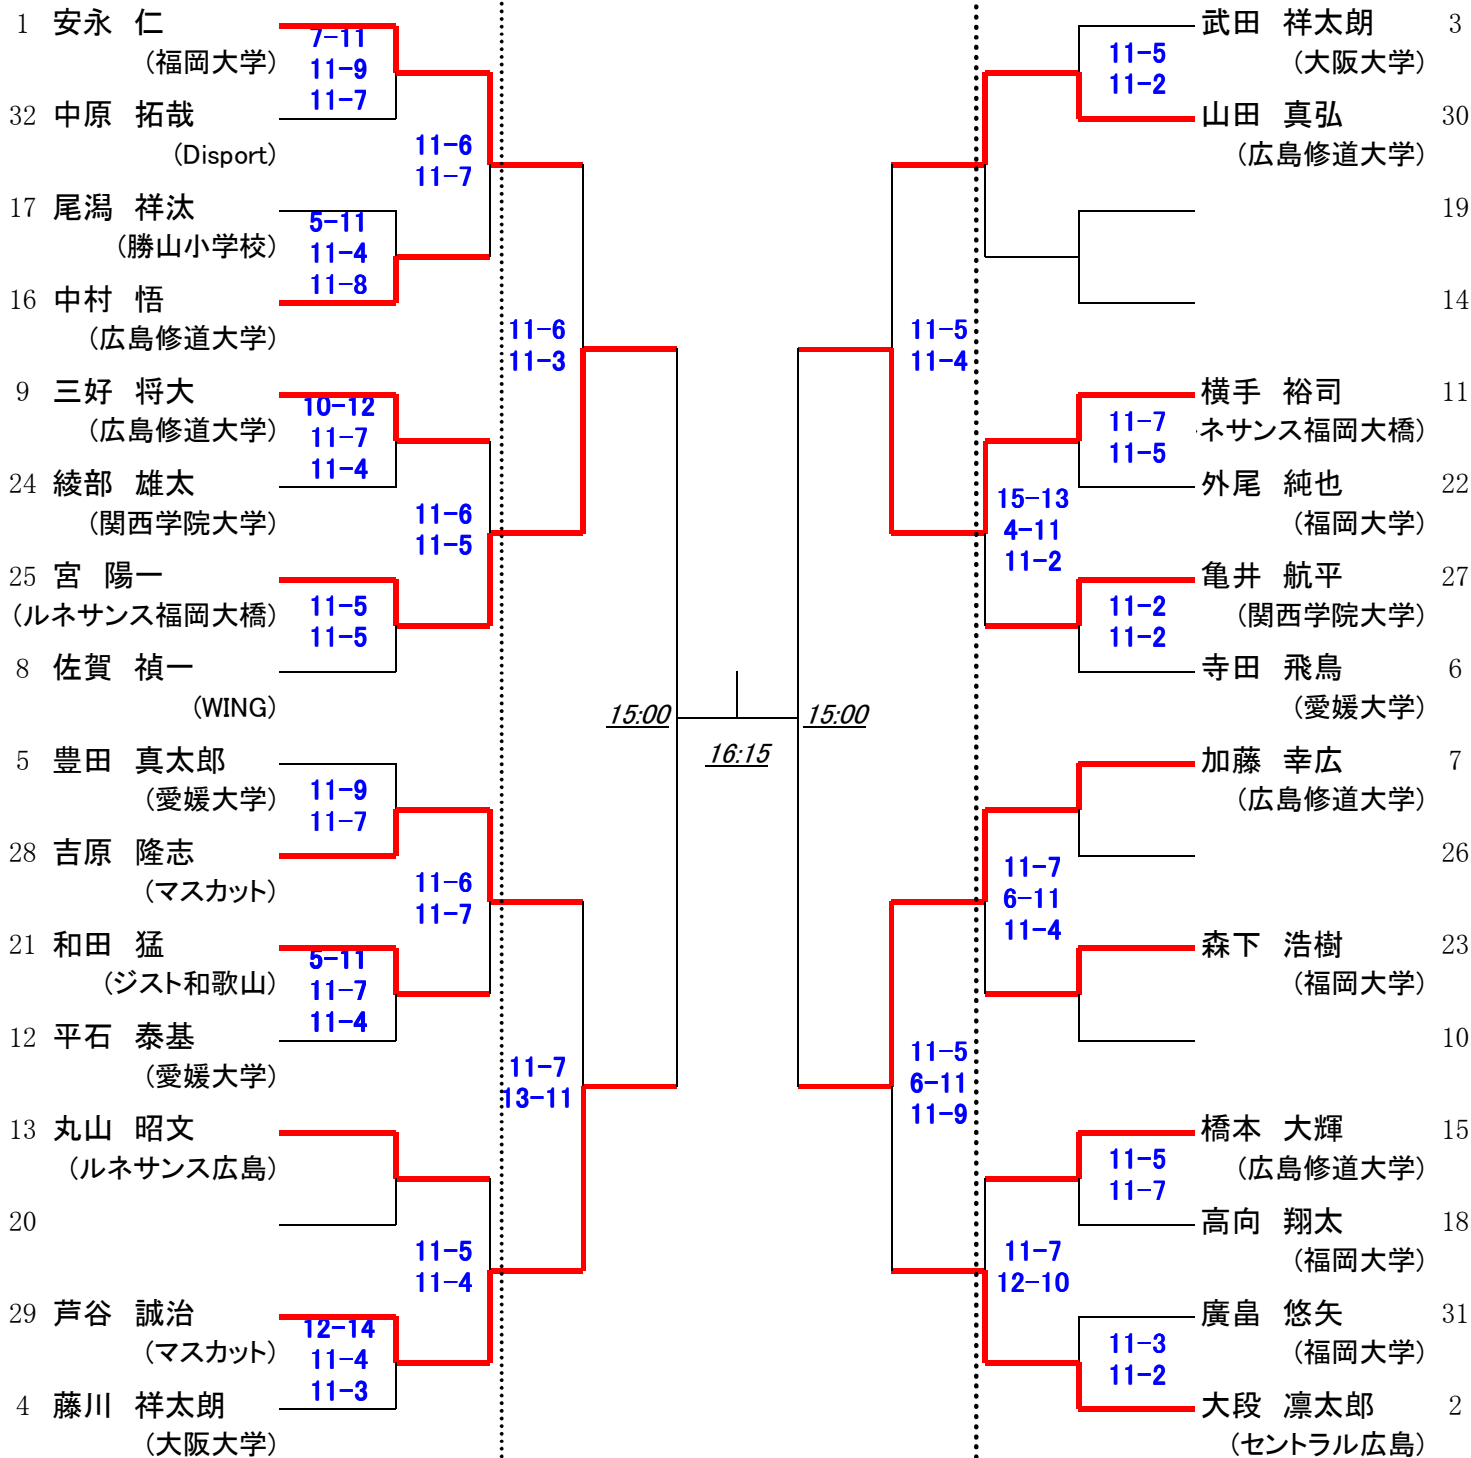 1 安永 仁
(福岡大学)
7-11
11-9
11-7
32 中原 拓哉
(Disport)
11-6
11-7
17 尾潟 祥汰
(勝山小学校)
5-11
11-4
11-8
16 中村 悟
(広島修道大学)
11-6
11-3
9 三好 将大
(広島修道大学)
10-12
11-7
11-4
24 綾部 雄太
(関西学院大学)
11-6
11-5
25 宮 陽一
(ルネサンス福岡大橋)
11-5
11-5
8 佐賀 禎一
(WING)
15:00
5 豊田 真太郎
(愛媛大学)
11-9
11-7
28 吉原 隆志
(マスカット)
11-6
11-7
21 和田 猛
(ジスト和歌山)
5-11
11-7
11-4
12 平石 泰基
(愛媛大学)
11-7
13-11
13 丸山 昭文
(ルネサンス広島)
20
11-5
11-4
29 芦谷 誠治
(マスカット)
12-14
11-4
11-3
4 藤川 祥太朗
(大阪大学)
16:15
武田 祥太朗 3
(大阪大学)
11-5
11-2
山田 真弘 30
(広島修道大学)
19
14
11-5
11-4
横手 裕司 11
ネサンス福岡大橋)
11-7
11-5
外尾 純也 22
(福岡大学)
15-13
4-11
11-2
亀井 航平 27
(関西学院大学)
11-2
11-2
寺田 飛鳥 6
(愛媛大学)
15:00
加藤 幸広 7
(広島修道大学)
26
11-7
6-11
11-4
森下 浩樹 23
(福岡大学)
10
11-5
6-11
11-9
橋本 大輝 15
(広島修道大学)
11-5
11-7
高向 翔太 18
(福岡大学)
11-7
12-10
廣畠 悠矢 31
(福岡大学)
11-3
11-2
大段 凛太郎 2
(セントラル広島)